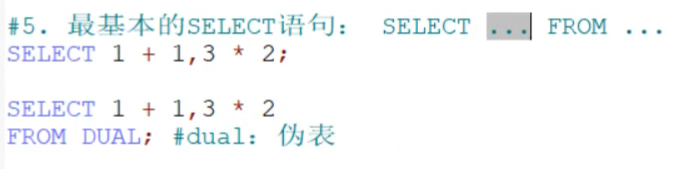 #5. 最基本的SELECT语句： SELECT ... FROM ...
SELECT 1 + 1,3 * 2;
SELECT 1 + 1,3 * 2
FROM DUAL; #dual：伪表